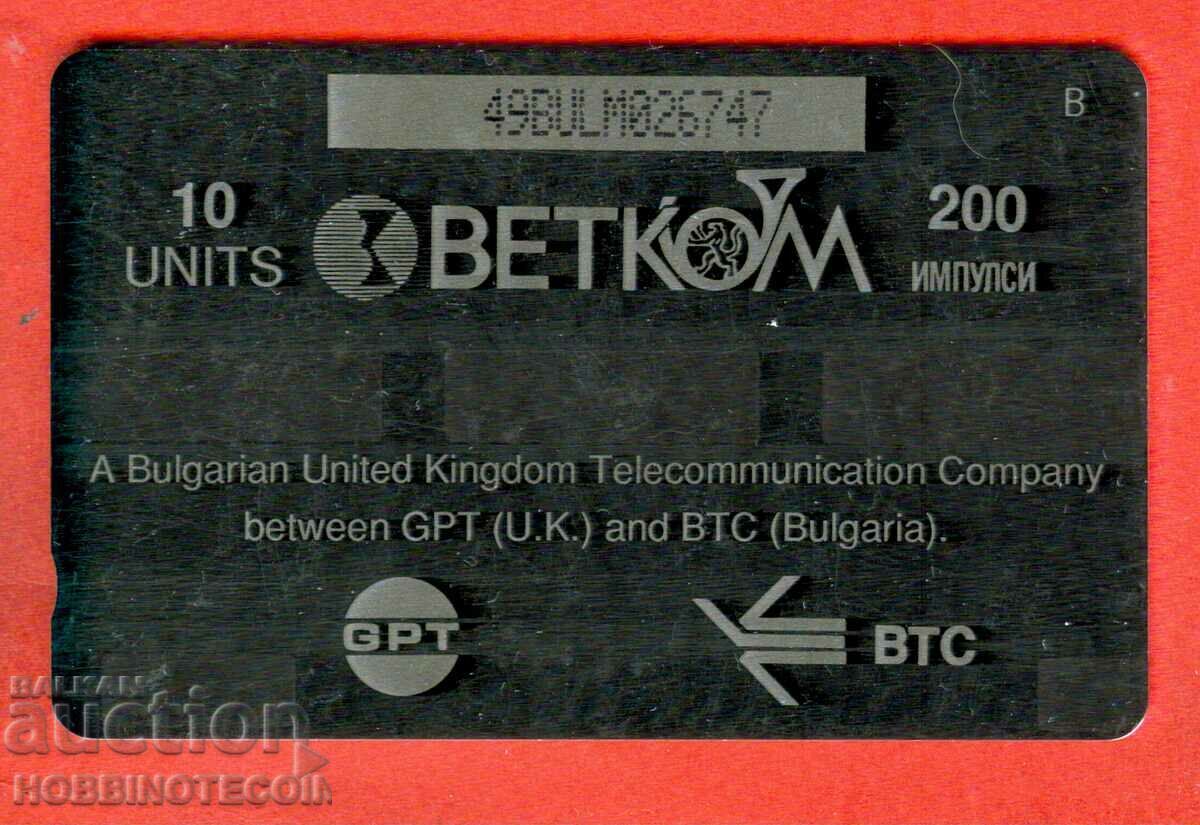 49BULM026747
B
10
UNITS
BETKOM
200
ИМПУЛСИ
A Bulgarian United Kingdom Telecommunication Company
between GPT (U.K.) and BTC (Bulgaria).
GPT
BTC
BALKAN
auction
HOBBINOTECOIN